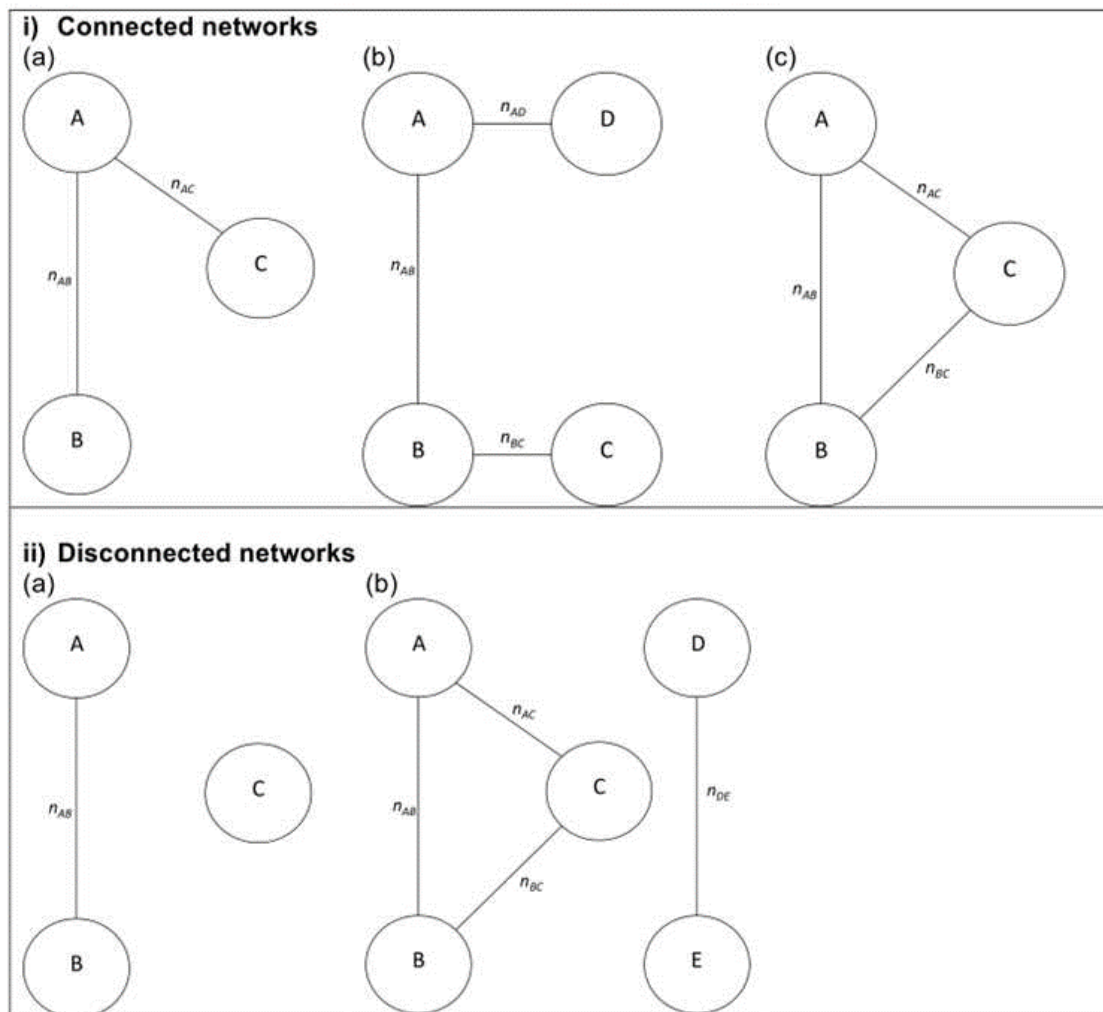 i) Connected networks
(a) (b) (c)
A n_AD D A
A
n_AC n_AC
C C
n_AB n_AB n_AB
n_BC
B n_BC C B
B
ii) Disconnected networks
(a) (b)
A A D
n_AC
C C
n_AB n_AB n_DE
n_BC
B B E